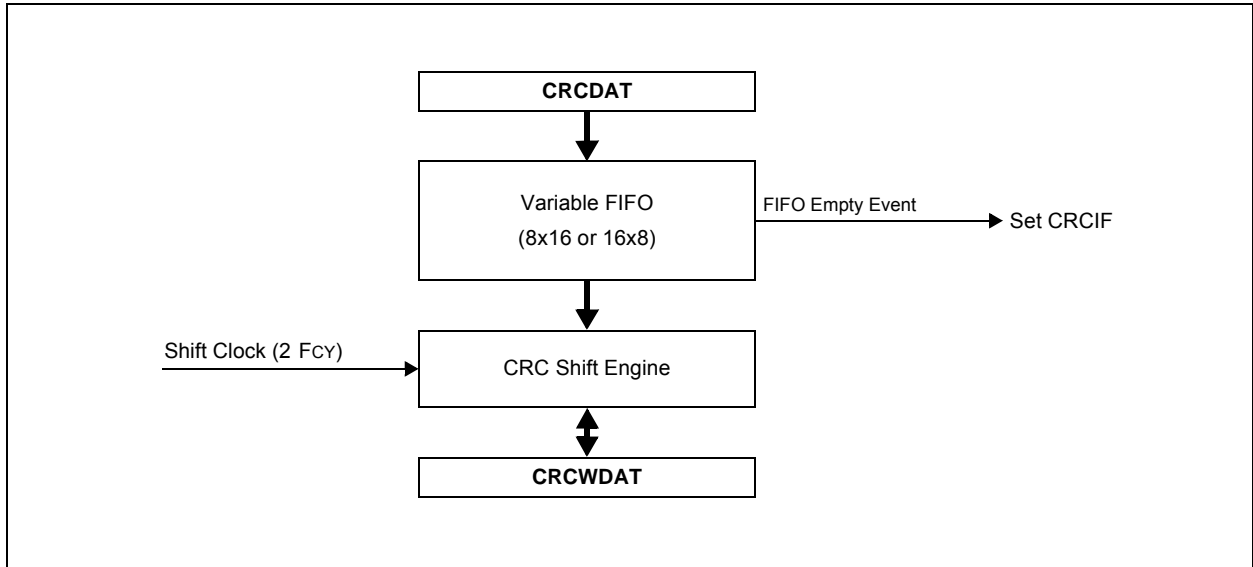 CRCDAT
Variable FIFO
(8x16 or 16x8)
FIFO Empty Event
Set CRCIF
Shift Clock (2 FCY)
CRC Shift Engine
CRCWDAT